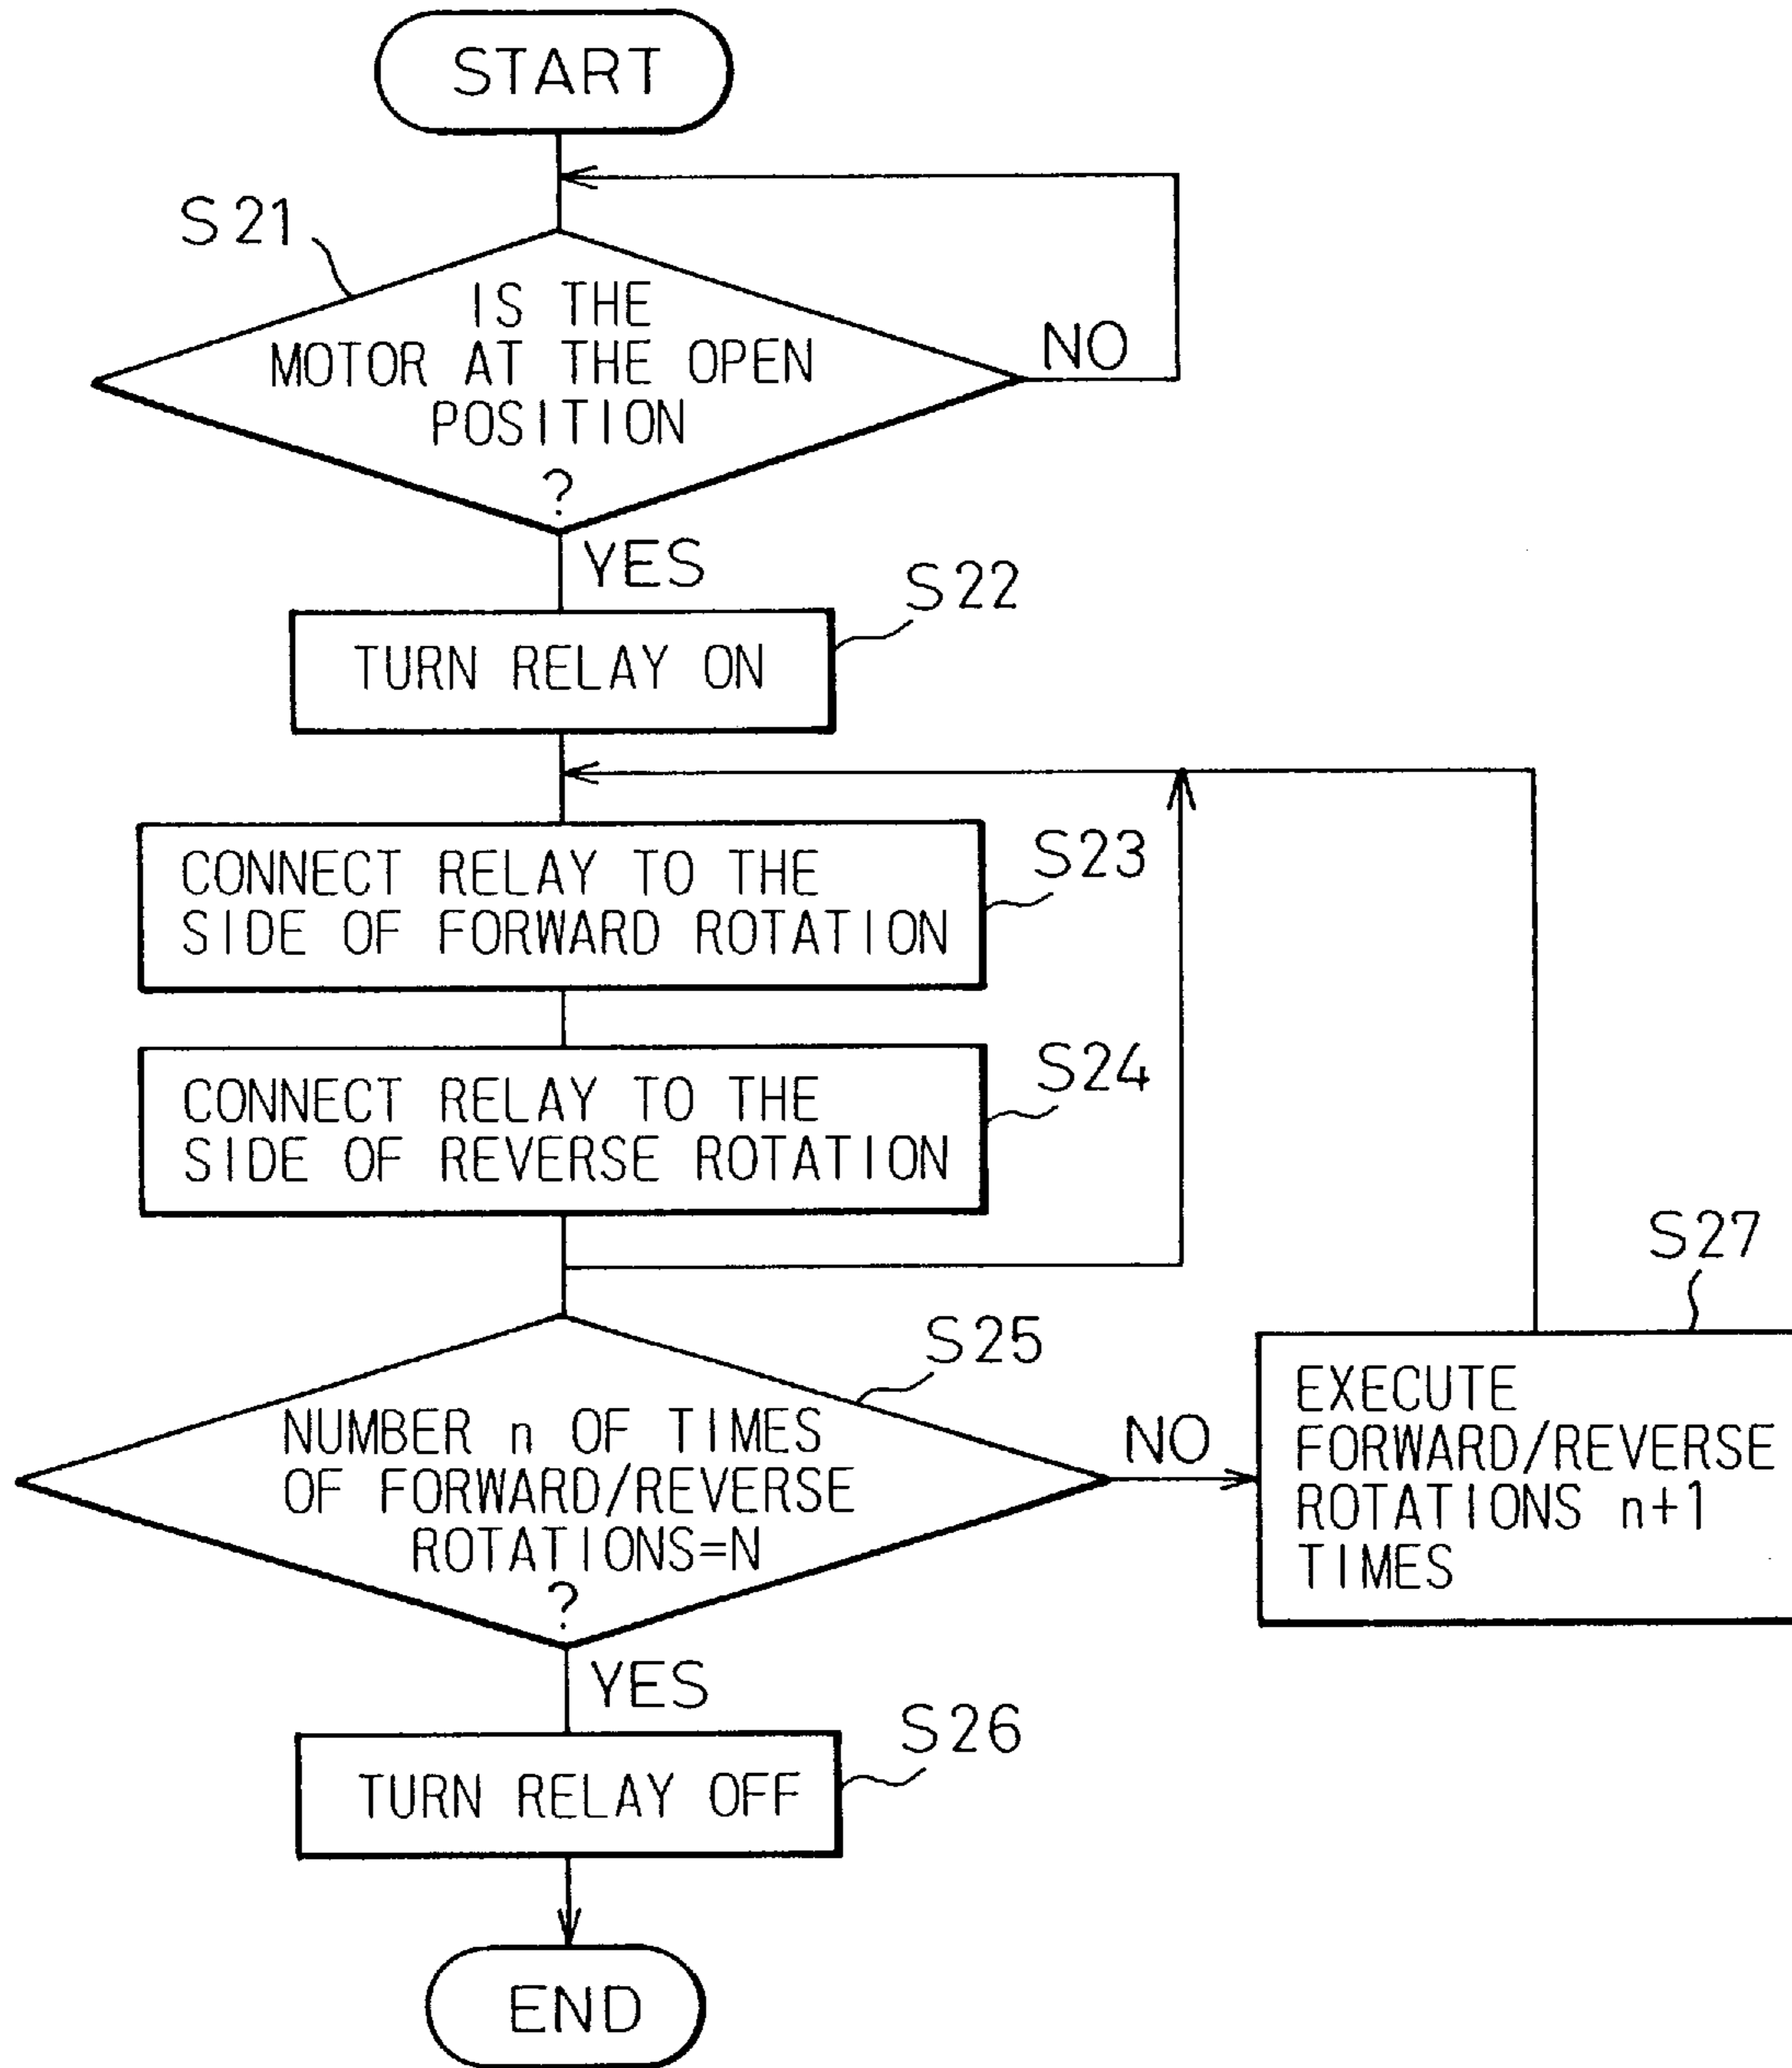 START
S21
IS THE
MOTOR AT THE OPEN
POSITION
?
NO
YES
S22
TURN RELAY ON
S23
CONNECT RELAY TO THE
SIDE OF FORWARD ROTATION
S24
CONNECT RELAY TO THE
SIDE OF REVERSE ROTATION
S25
NUMBER n OF TIMES
OF FORWARD/REVERSE
ROTATIONS=N
?
NO
S27
EXECUTE
FORWARD/REVERSE
ROTATIONS n+1
TIMES
YES
S26
TURN RELAY OFF
END